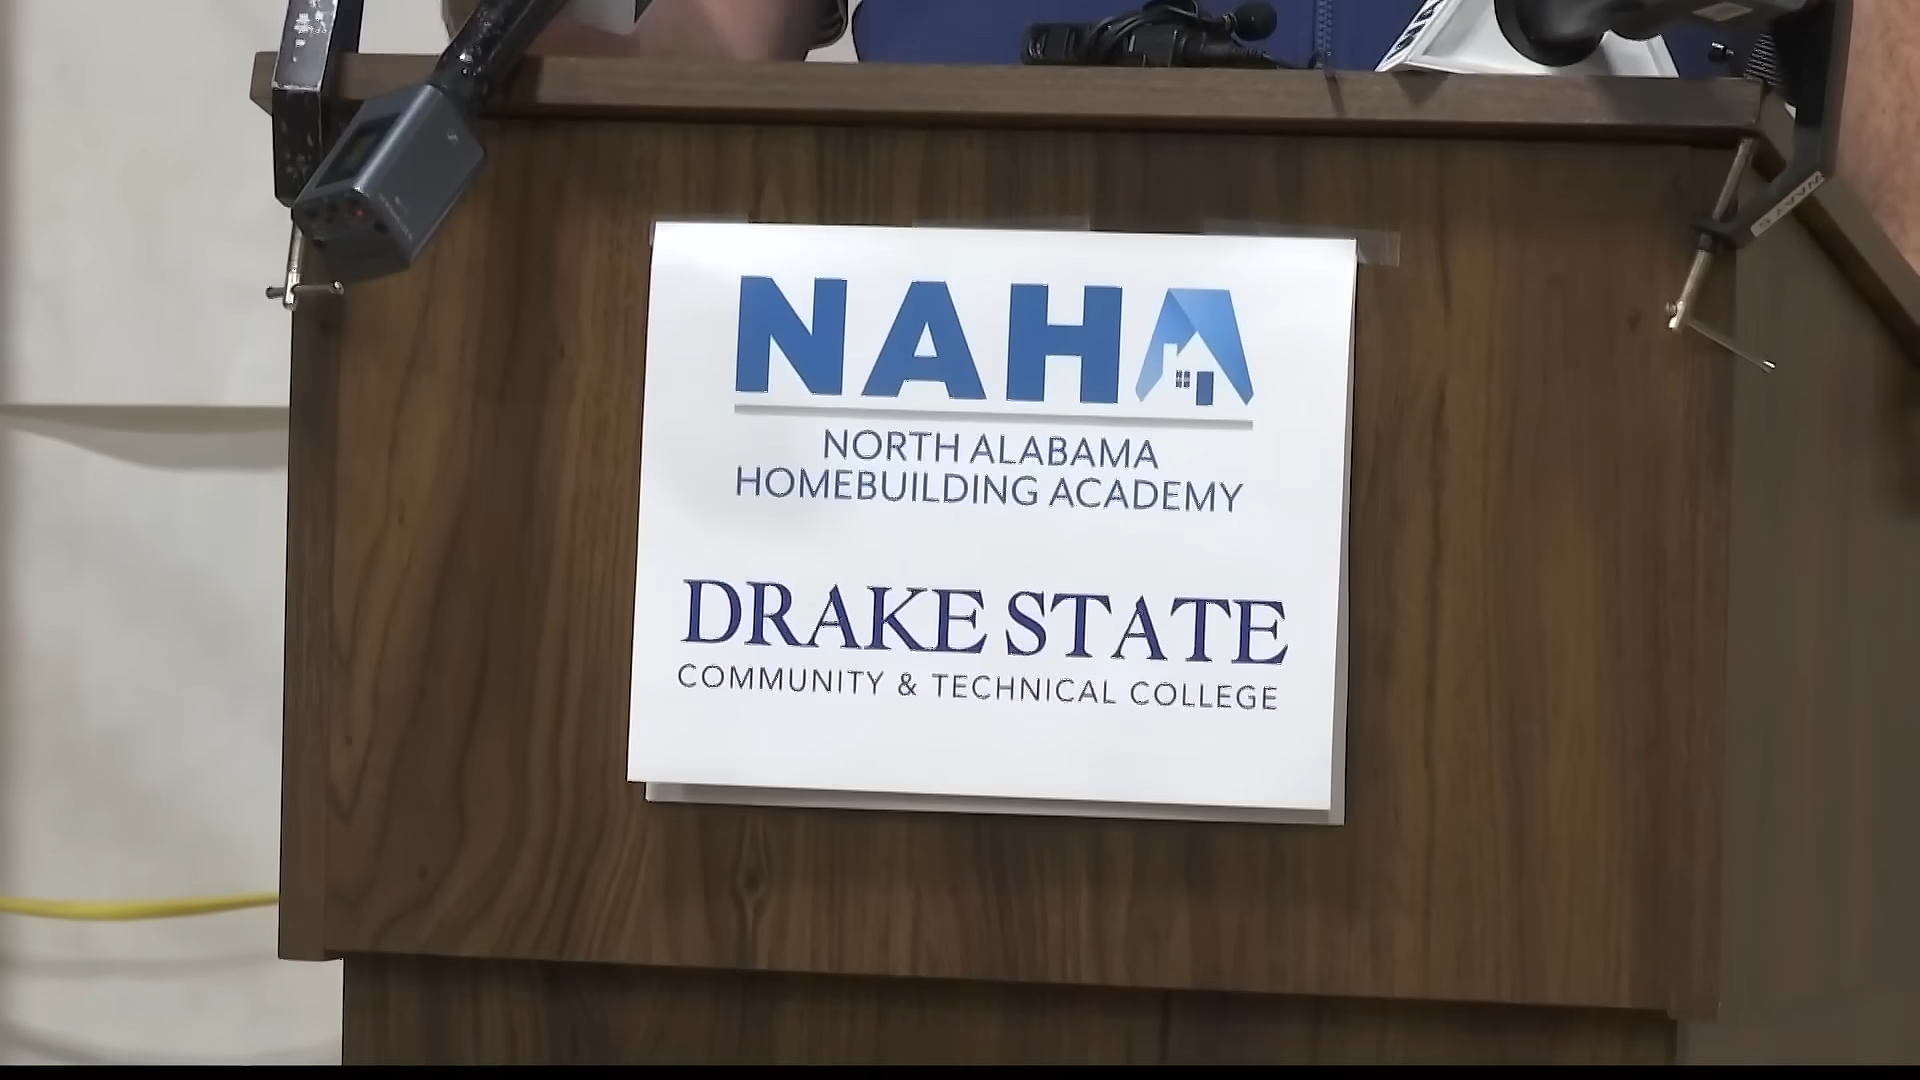 NAHA
NORTH ALABAMA
HOMEBUILDING ACADEMY
DRAKE STATE
COMMUNITY & TECHNICAL COLLEGE